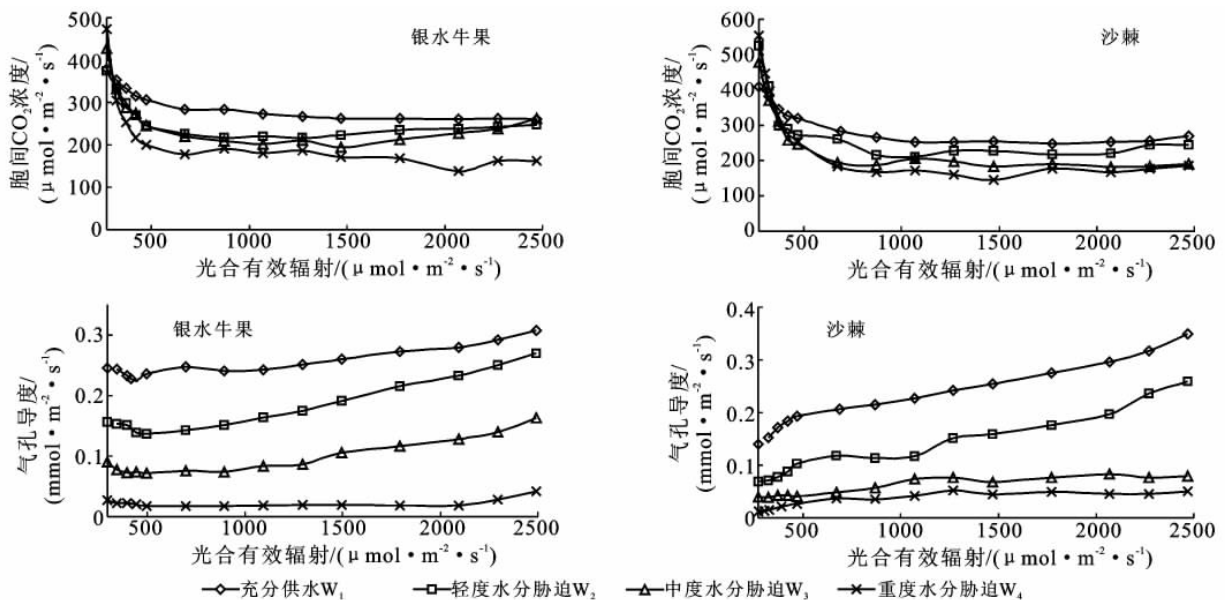 银水牛果
胞间CO₂浓度/
(μmol·m⁻²·s⁻¹)
500
400
300
200
100
0
500 1000 1500 2000 2500
光合有效辐射/(μmol·m⁻²·s⁻¹)
沙棘
胞间CO₂浓度/
(μmol·m⁻²·s⁻¹)
600
500
400
300
200
100
0
500 1000 1500 2000 2500
光合有效辐射/(μmol·m⁻²·s⁻¹)
银水牛果
气孔导度/
(mmol·m⁻²·s⁻¹)
0.3
0.2
0.1
0
500 1000 1500 2000 2500
光合有效辐射/(μmol·m⁻²·s⁻¹)
沙棘
气孔导度/
(mmol·m⁻²·s⁻¹)
0.4
0.3
0.2
0.1
0
500 1000 1500 2000 2500
光合有效辐射/(μmol·m⁻²·s⁻¹)
充分供水W₁ 轻度水分胁迫W₂ 中度水分胁迫W₃ 重度水分胁迫W₄